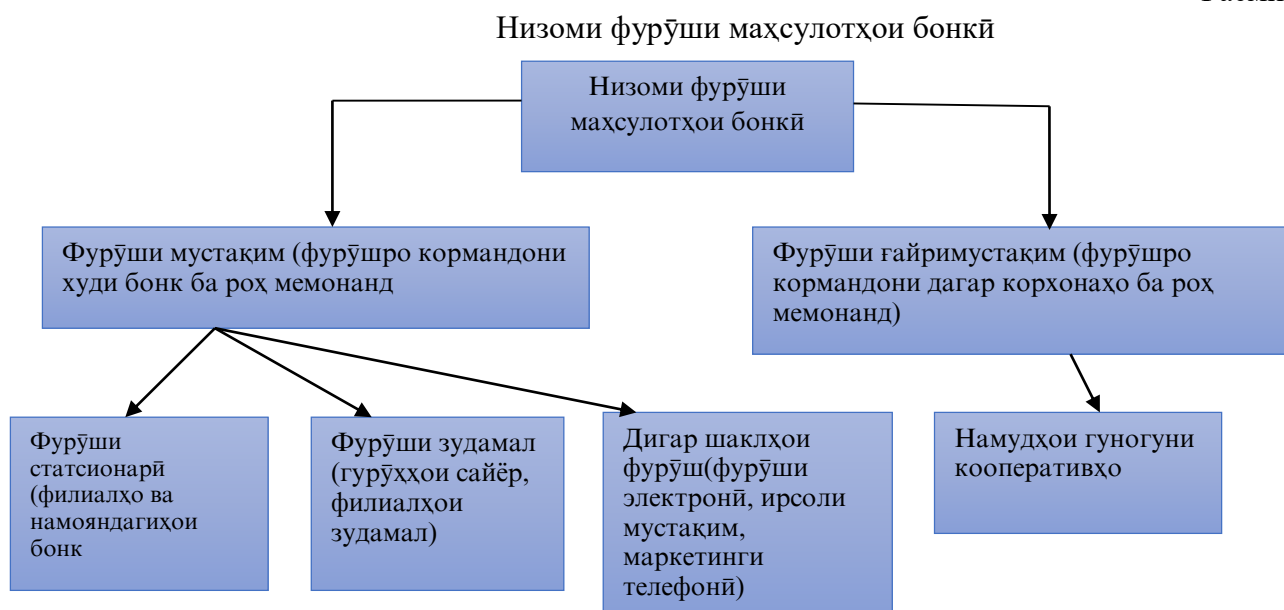 Низоми фурӯши маҳсулотҳои бонкӣ
Низоми фурӯши
маҳсулотҳои бонкӣ
Фурӯши мустақим (фурӯшро кормандони
худи бонк ба роҳ мемонанд
Фурӯши ғайримустақим (фурӯшро
кормандони дагар корхонаҳо ба роҳ
мемонанд)
Фурӯши
статсионарӣ
(филиалҳо ва
намояндагиҳои
бонк
Фурӯши зудамал
(гурӯҳҳои сайёр,
филиалҳои
зудамал)
Дигар шаклҳои
фурӯш(фурӯши
электронӣ, ирсоли
мустақим,
маркетинги
телефонӣ)
Намудҳои гуногуни
кооперативҳо